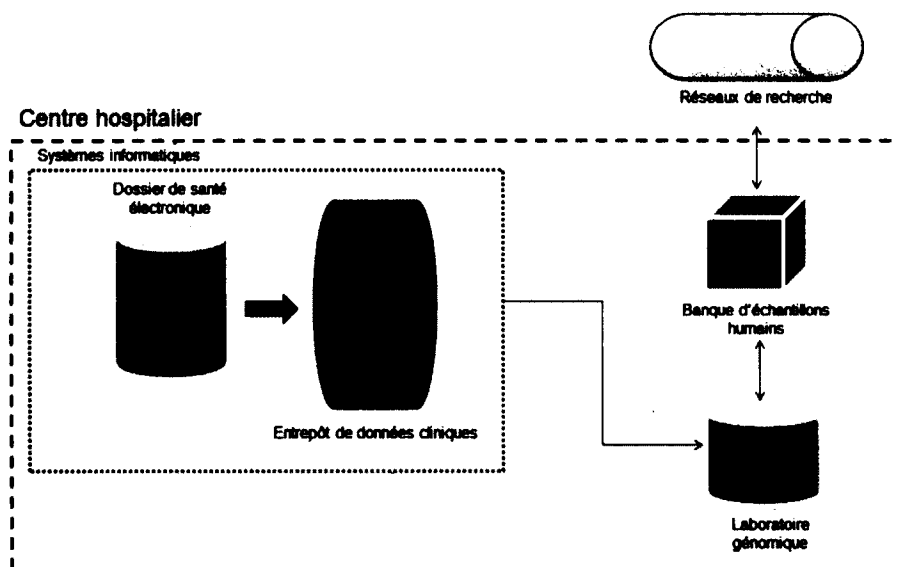 Réseaux de recherche
Centre hospitalier
Systèmes informatiques
Dossier de santé
électronique
Entrepôt de données cliniques
Banque d'échantillons
humains
Laboratoire
génomique